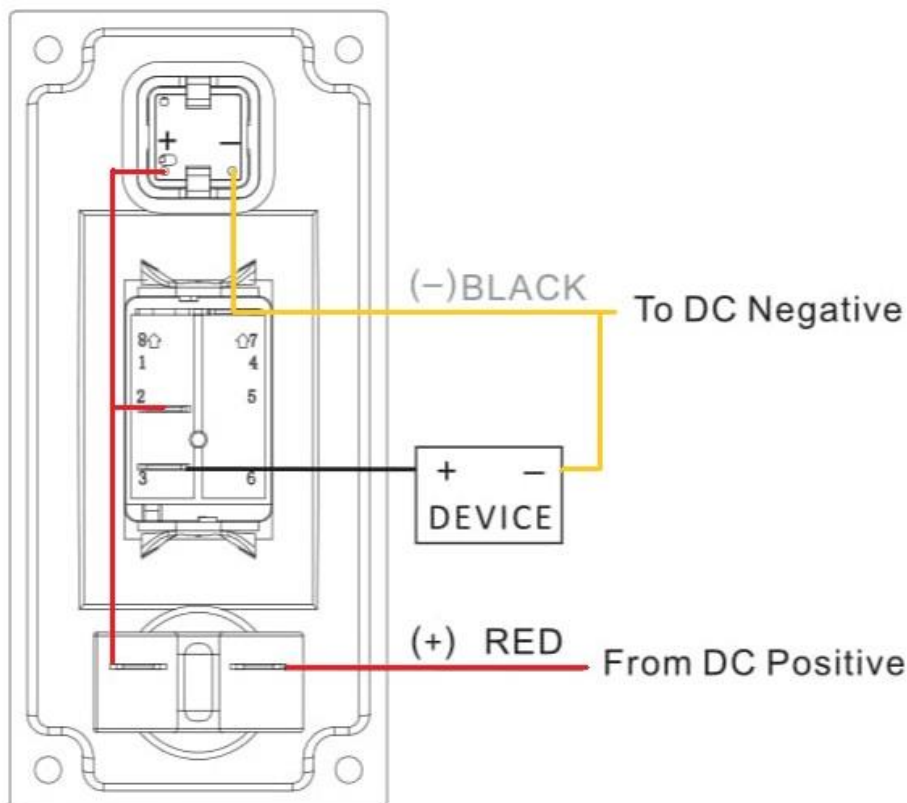 + −
(−)BLACK To DC Negative
8⇧ ⇧7
1 4
2 5
3 6
+ −
DEVICE
(+) RED From DC Positive